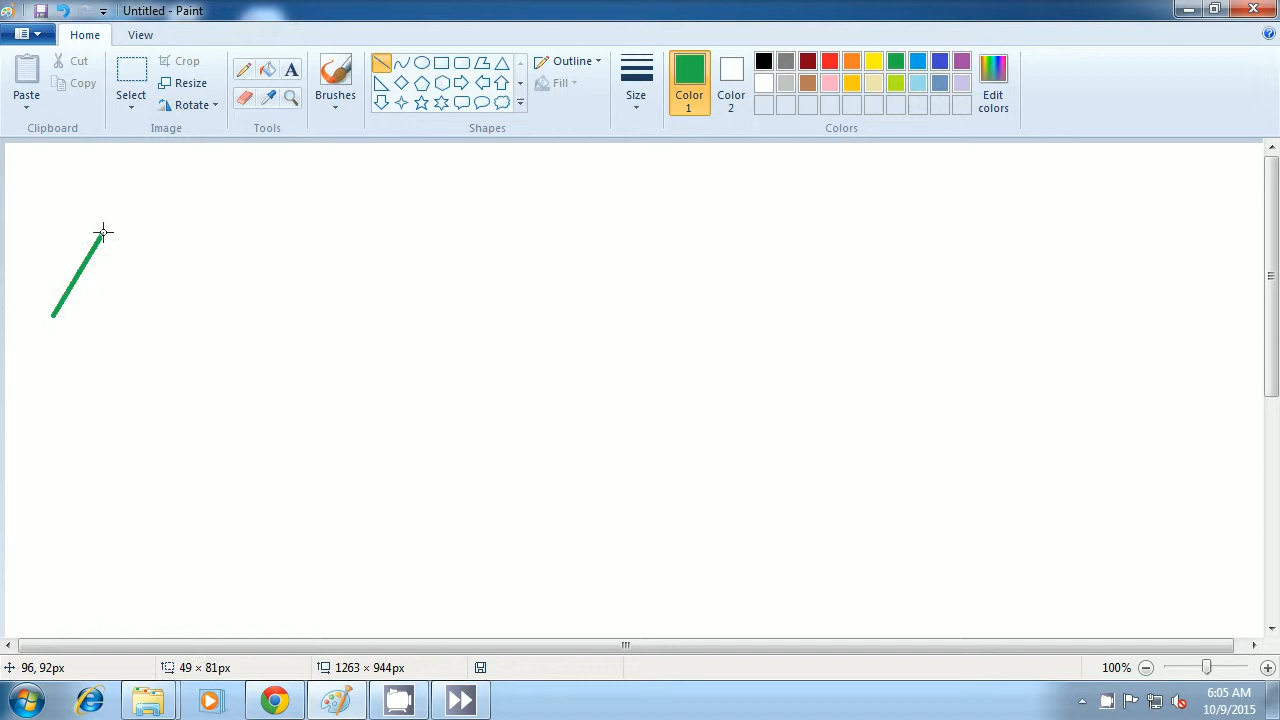 Untitled - Paint
Home View
Paste Cut Copy
Select Crop Resize Rotate
A
Brushes
Outline
Fill
Size
Color 1
Color 2
Edit colors
Clipboard Image Tools Shapes Colors
96, 92px 49 × 81px 1263 × 944px 100%
6:05 AM
10/9/2015